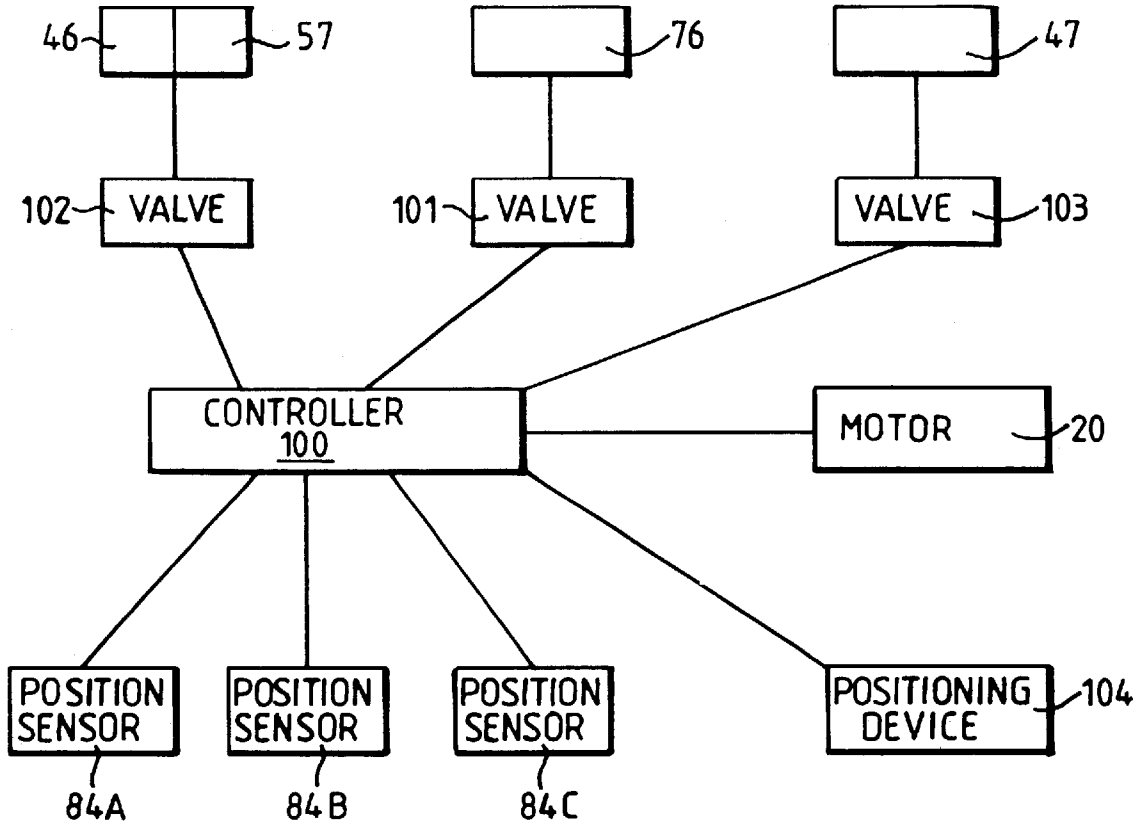 46
57
76
47
102
VALVE
101
VALVE
VALVE
103
CONTROLLER
100
MOTOR
20
POSITION
SENSOR
POSITION
SENSOR
POSITION
SENSOR
POSITIONING
DEVICE
104
84A
84B
84C